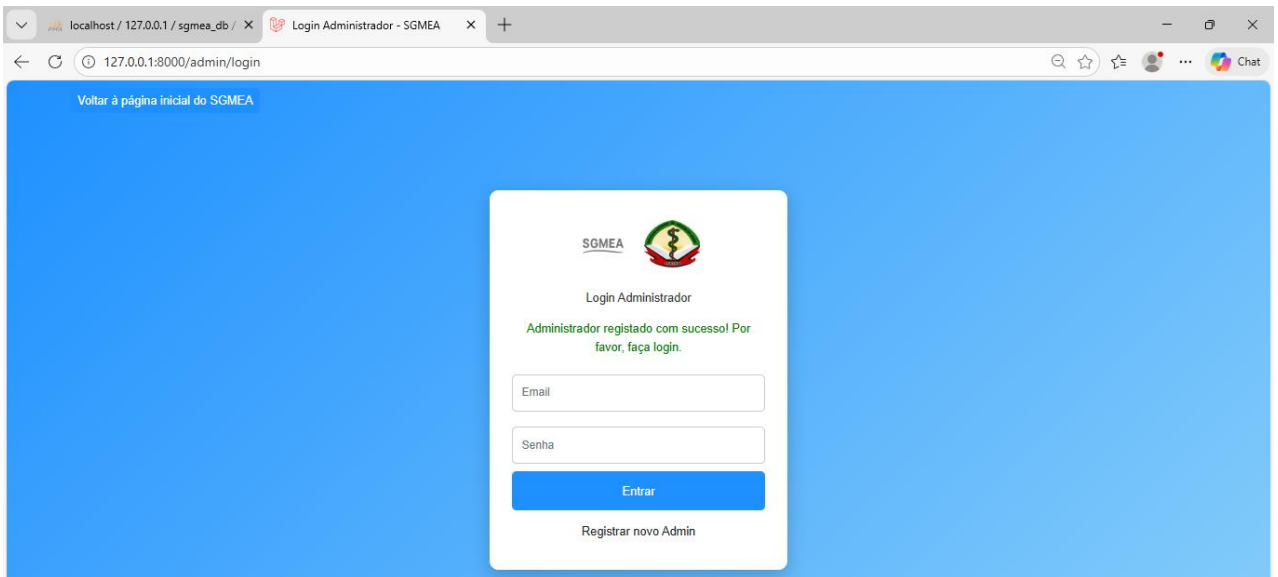 localhost / 127.0.0.1 / sgmea_db /
Login Administrador - SGMEA
127.0.0.1:8000/admin/login
Chat
Voltar à página inicial do SGMEA
SGMEA
Login Administrador
Administrador registado com sucesso! Por
favor, faça login.
Email
Senha
Entrar
Registrar novo Admin